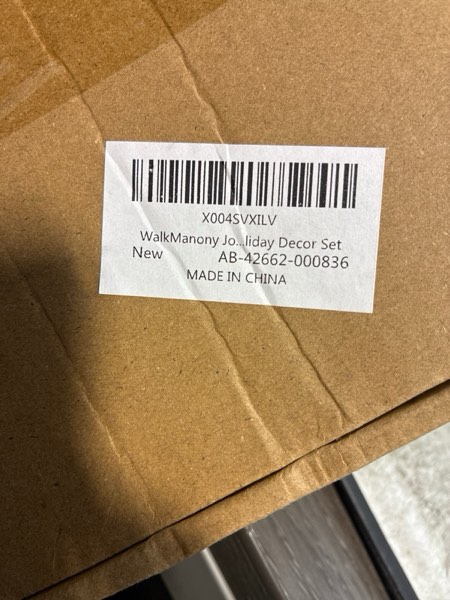 X004SVXILV
WalkManony Jo...liday Decor Set
New AB-42662-000836
MADE IN CHINA